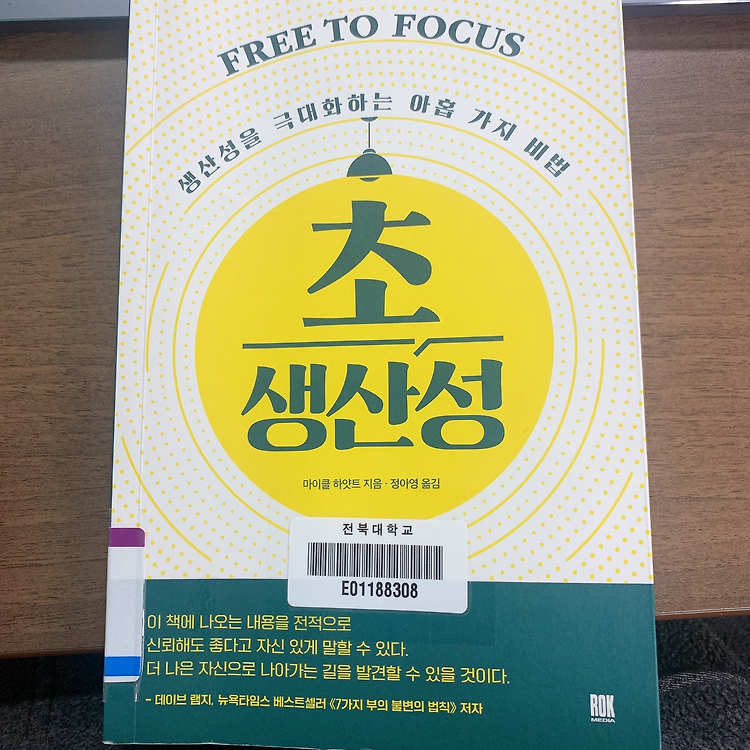 FREE TO FOCUS
생산성을 극대화하는 아홉 가지 비법
초
생산성
마이클 하얏트 지음 · 정아영 옮김
전북대학교
E01188308
이 책에 나오는 내용을 전적으로
신뢰해도 좋다고 자신 있게 말할 수 있다.
더 나은 자신으로 나아가는 길을 발견할 수 있을 것이다.
– 데이브 램지, 뉴욕타임스 베스트셀러 《7가지 부의 불변의 법칙》 저자
ROK
MEDIA